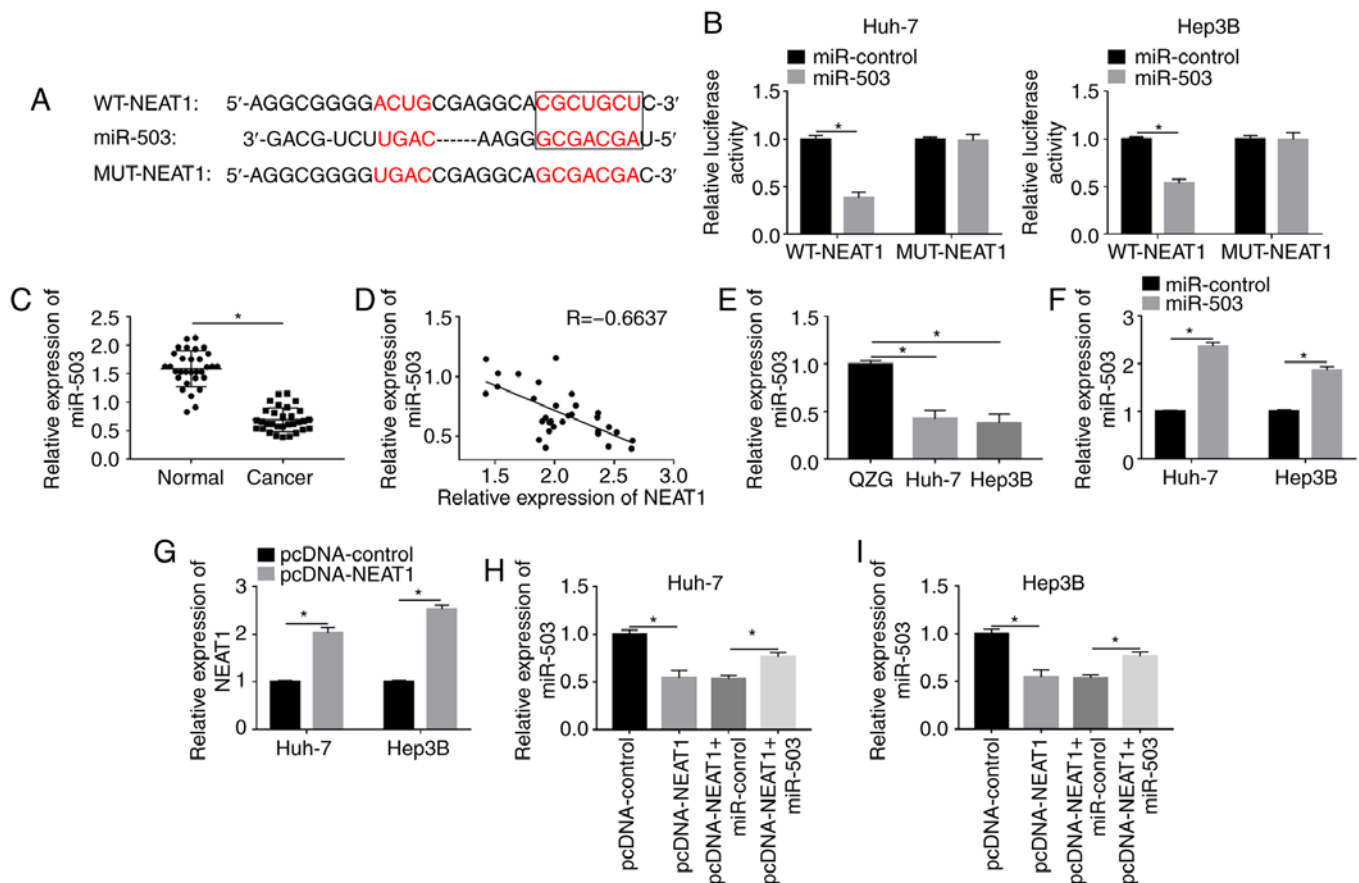 A
WT-NEAT1: 5′-AGGCGGGGACUGCGAGGCACGCUGCUC-3′
miR-503: 3′-GACG-UCUUGAC------AAGGGCGACGAU-5′
MUT-NEAT1: 5′-AGGCGGGGUGACCGAGGCAGCGACGAC-3′
B
Huh-7
miR-control
miR-503
Relative luciferase
activity
1.5
1.0
0.5
0.0
*
WT-NEAT1 MUT-NEAT1
Hep3B
miR-control
miR-503
Relative luciferase
activity
1.5
1.0
0.5
0.0
*
WT-NEAT1 MUT-NEAT1
C
Relative expression of
miR-503
2.5
2.0
1.5
1.0
0.5
0.0
*
Normal Cancer
D
Relative expression of
miR-503
1.5
1.0
0.5
R=−0.6637
1.5 2.0 2.5 3.0
Relative expression of NEAT1
E
Relative expression of
miR-503
1.5
1.0
0.5
0.0
*
*
QZG Huh-7 Hep3B
F
miR-control
miR-503
Relative expression of
miR-503
3
2
1
0
*
*
Huh-7 Hep3B
G
pcDNA-control
pcDNA-NEAT1
Relative expression of
NEAT1
3
2
1
0
*
*
Huh-7 Hep3B
H
Huh-7
Relative expression of
miR-503
1.5
1.0
0.5
0.0
*
*
pcDNA-control
pcDNA-NEAT1
pcDNA-NEAT1+
miR-conrol
pcDNA-NEAT1+
miR-503
I
Hep3B
Relative expression of
miR-503
1.5
1.0
0.5
0.0
*
*
pcDNA-control
pcDNA-NEAT1
pcDNA-NEAT1+
miR-control
pcDNA-NEAT1+
miR-503